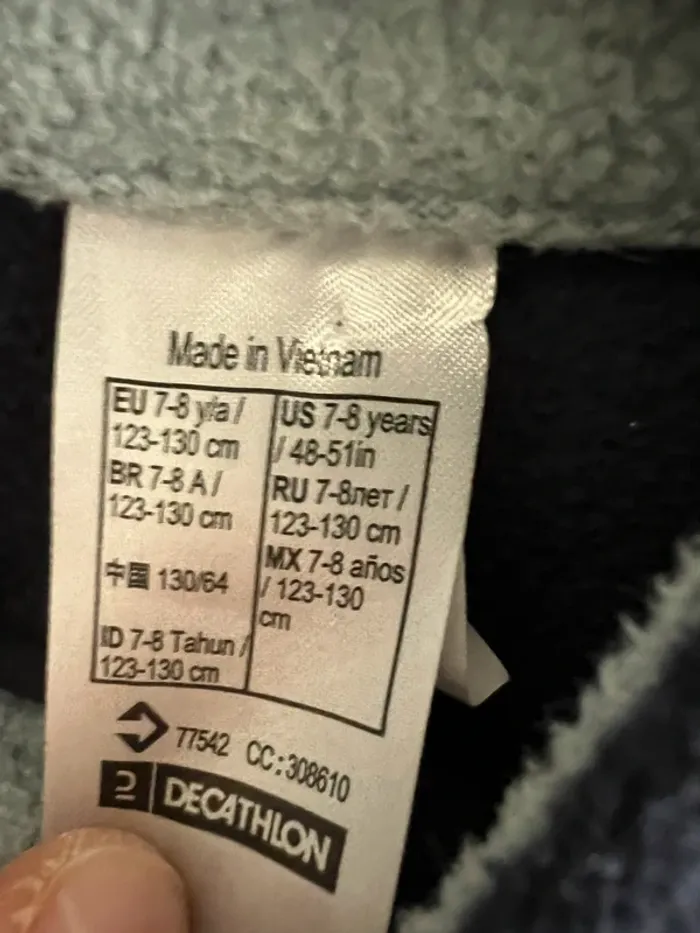 Made in Vietnam
EU 7-8 y/a /
123-130 cm
BR 7-8 A /
123-130 cm
中国 130/64
ID 7-8 Tahun /
123-130 cm
US 7-8 years
/ 48-51in
RU 7-8лет /
123-130 cm
MX 7-8 años
/ 123-130
cm
77542 CC:308610
DECATHLON